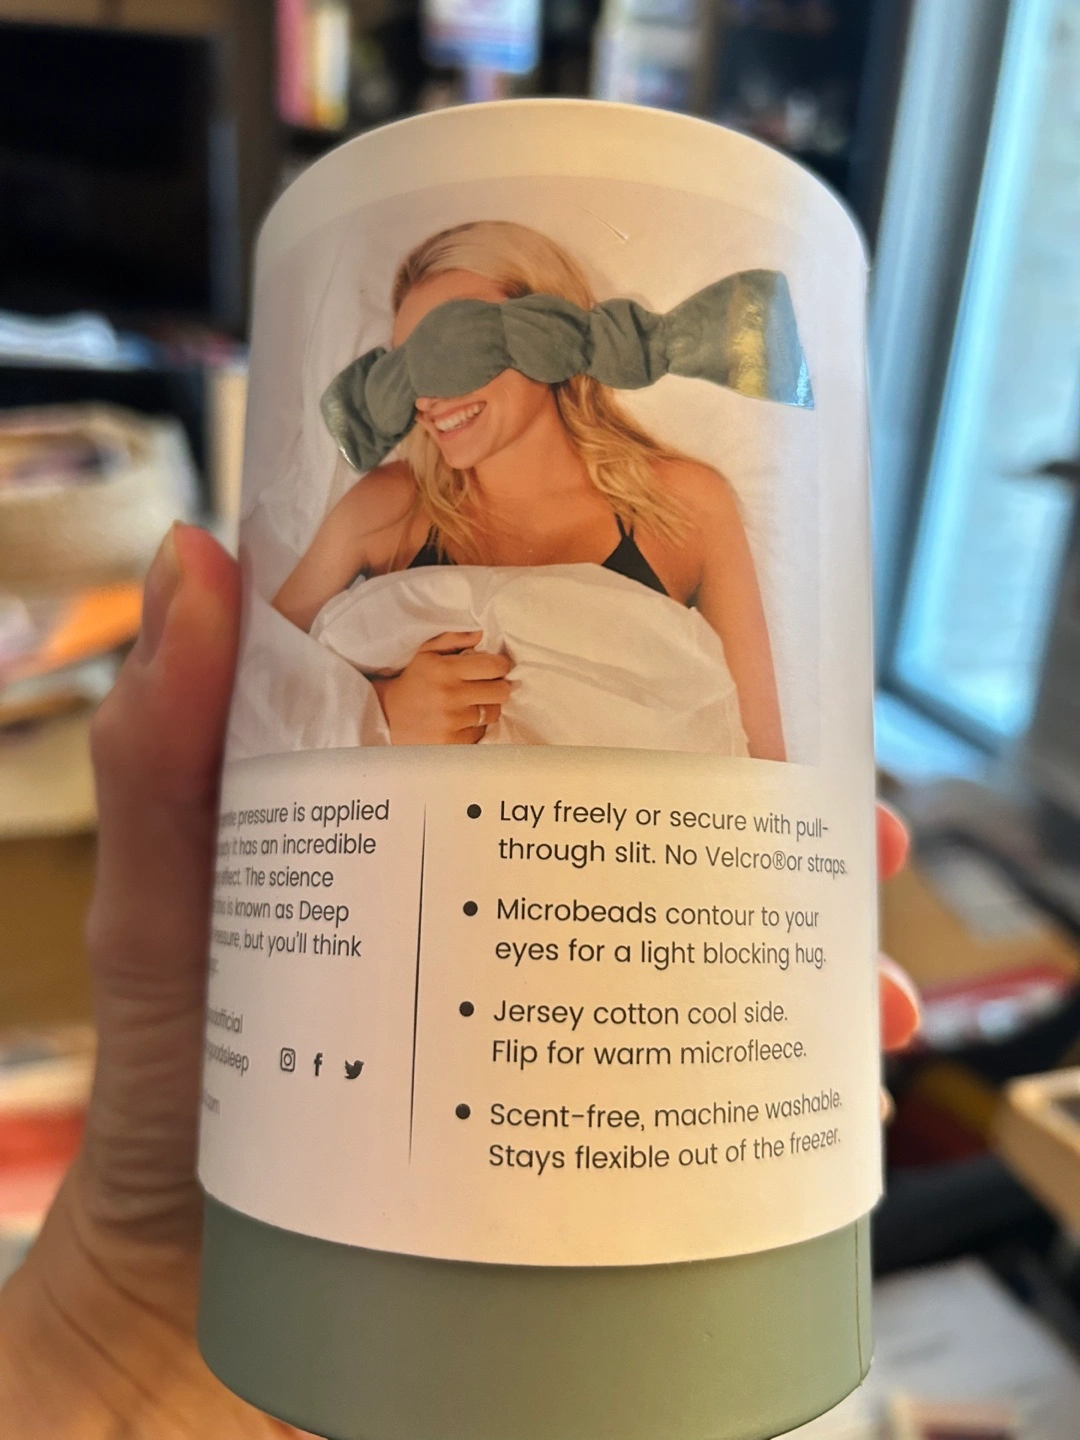 pressure is applied
it has an incredible
effect. The science
is known as Deep
but you'll think
Lay freely or secure with pull-
through slit. No Velcro®or straps.
Microbeads contour to your
eyes for a light blocking hug.
Jersey cotton cool side.
Flip for warm microfleece.
Scent-free, machine washable.
Stays flexible out of the freezer.